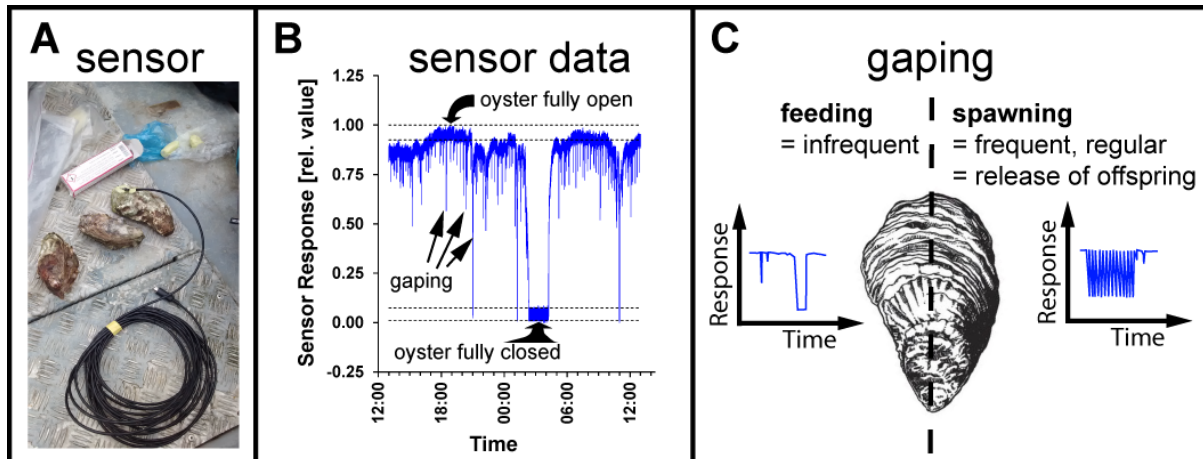 A
sensor
B
sensor data
Sensor Response [rel. value]
1.25
1.00
0.75
0.50
0.25
0.00
-0.25
oyster fully open
gaping
oyster fully closed
12:00
18:00
00:00
06:00
12:00
Time
C
gaping
feeding
= infrequent
spawning
= frequent, regular
= release of offspring
Response
Time
Response
Time